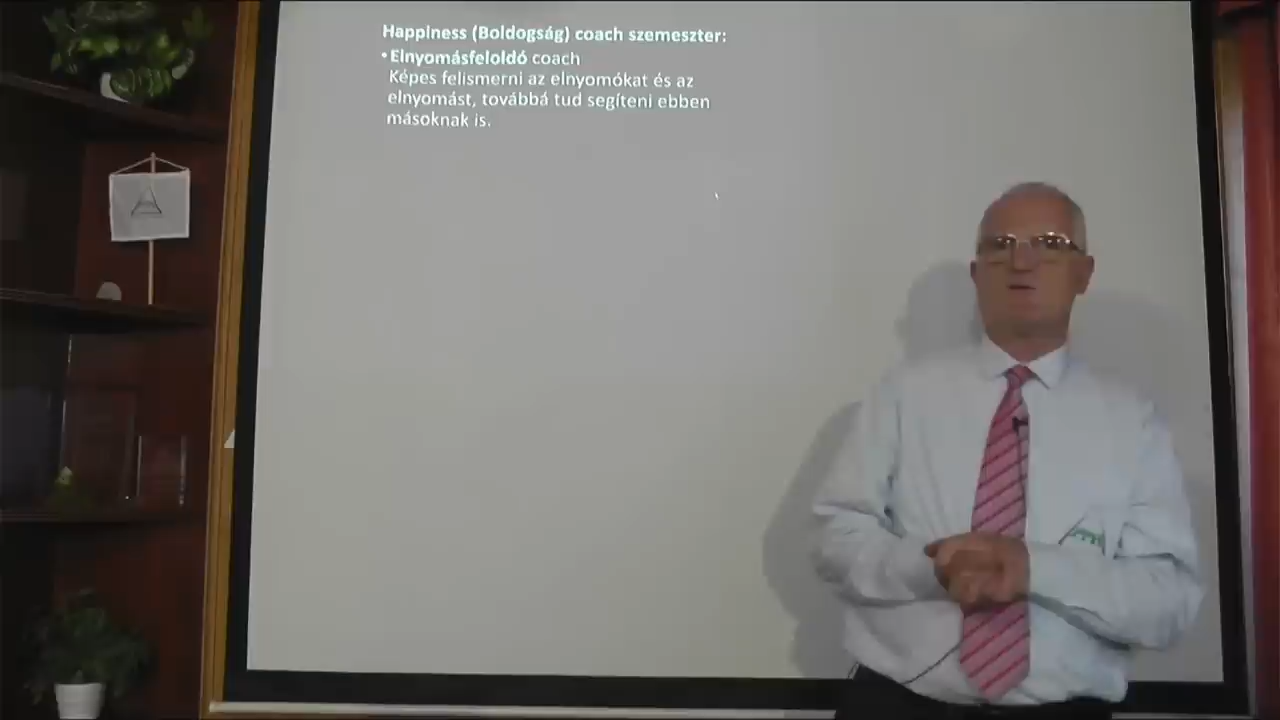 Happiness (Boldogság) coach szemeszter:
•Elnyomásfeloldó coach
Képes felismerni az elnyomókat és az
elnyomást, továbbá tud segíteni ebben
másoknak is.